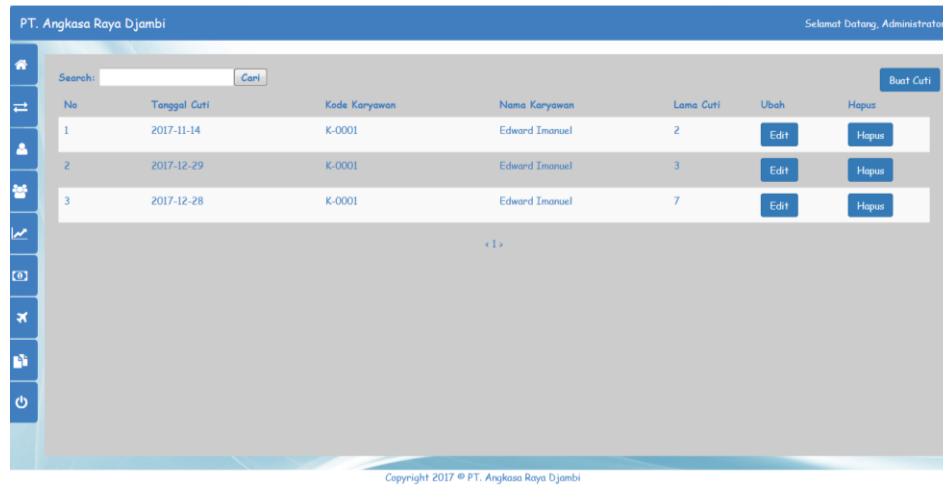 PT. Angkasa Raya Djambi Selamat Datang, Administrator
Search: Cari Buat Cuti
No Tanggal Cuti Kode Karyawan Nama Karyawan Lama Cuti Ubah Hapus
1 2017-11-14 K-0001 Edward Imanuel 2 Edit Hapus
2 2017-12-29 K-0001 Edward Imanuel 3 Edit Hapus
3 2017-12-28 K-0001 Edward Imanuel 7 Edit Hapus
< 1 >
Copyright 2017 © PT. Angkasa Raya Djambi